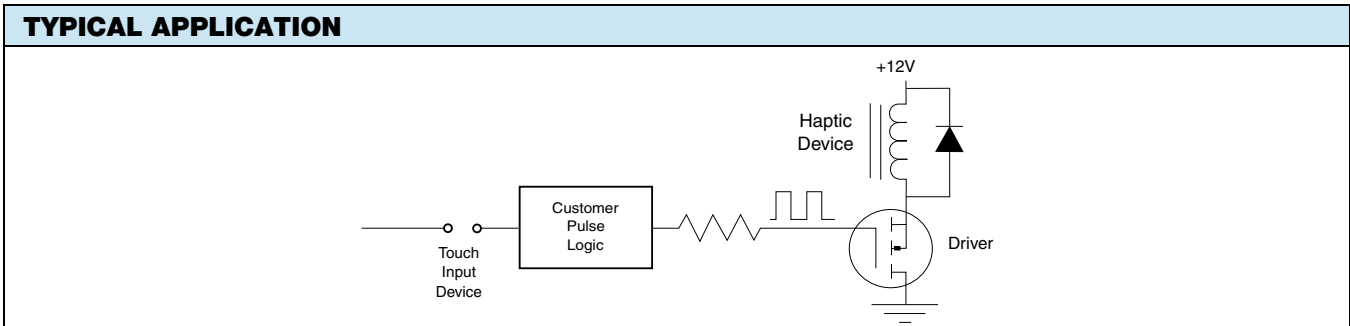 TYPICAL APPLICATION
+12V
Haptic
Device
Customer
Pulse
Logic
Touch
Input
Device
Driver